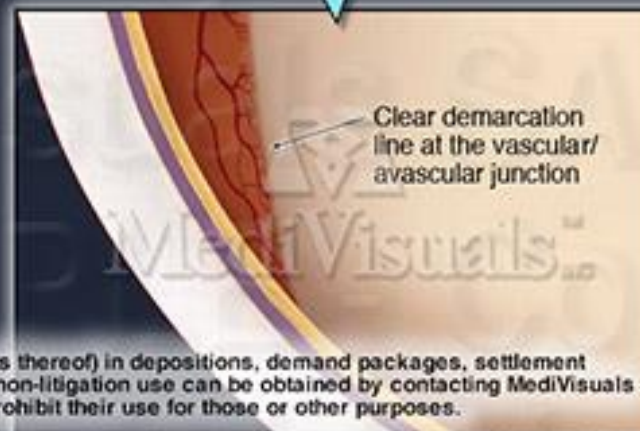 Clear demarcation
line at the vascular/
avascular junction
MediVisuals
s thereof) in depositions, demand packages, settlement
non-litigation use can be obtained by contacting MediVisuals
rohibit their use for those or other purposes.